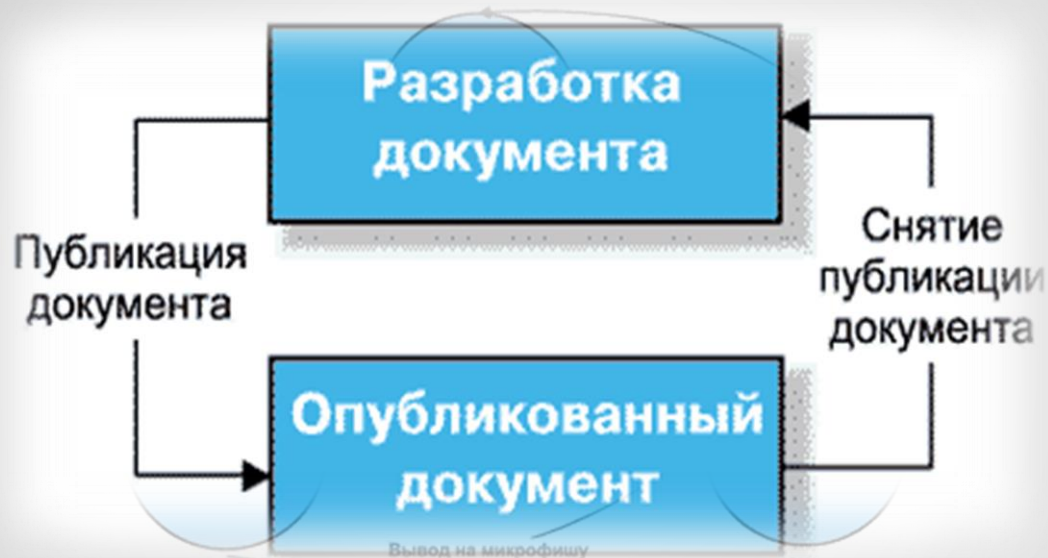 Разработка
документа
Публикация
документа
Снятие
публикации
документа
Опубликованный
документ
Вывод на микрофишу